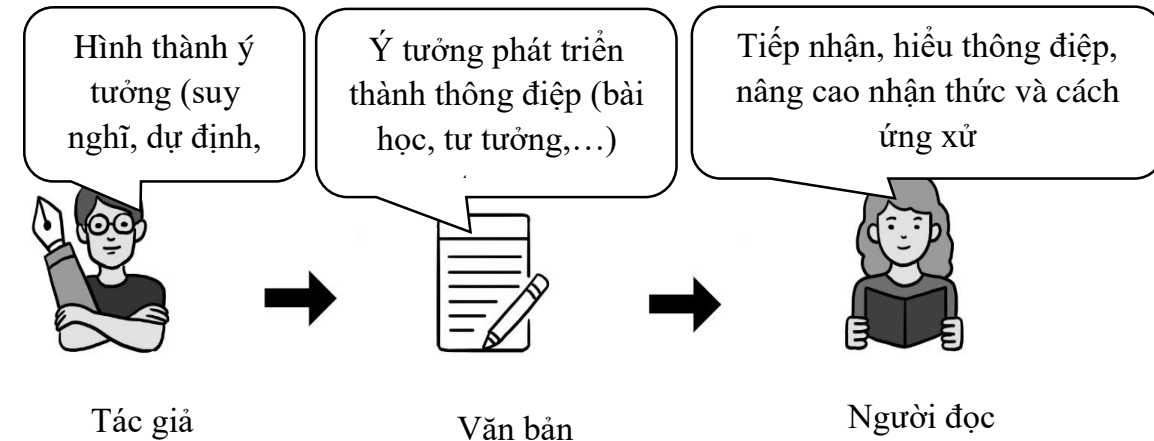 Hình thành ý
tưởng (suy
nghĩ, dự định,
Ý tưởng phát triển
thành thông điệp (bài
học, tư tưởng,…)
Tiếp nhận, hiểu thông điệp,
nâng cao nhận thức và cách
ứng xử
Tác giả
Văn bản
Người đọc